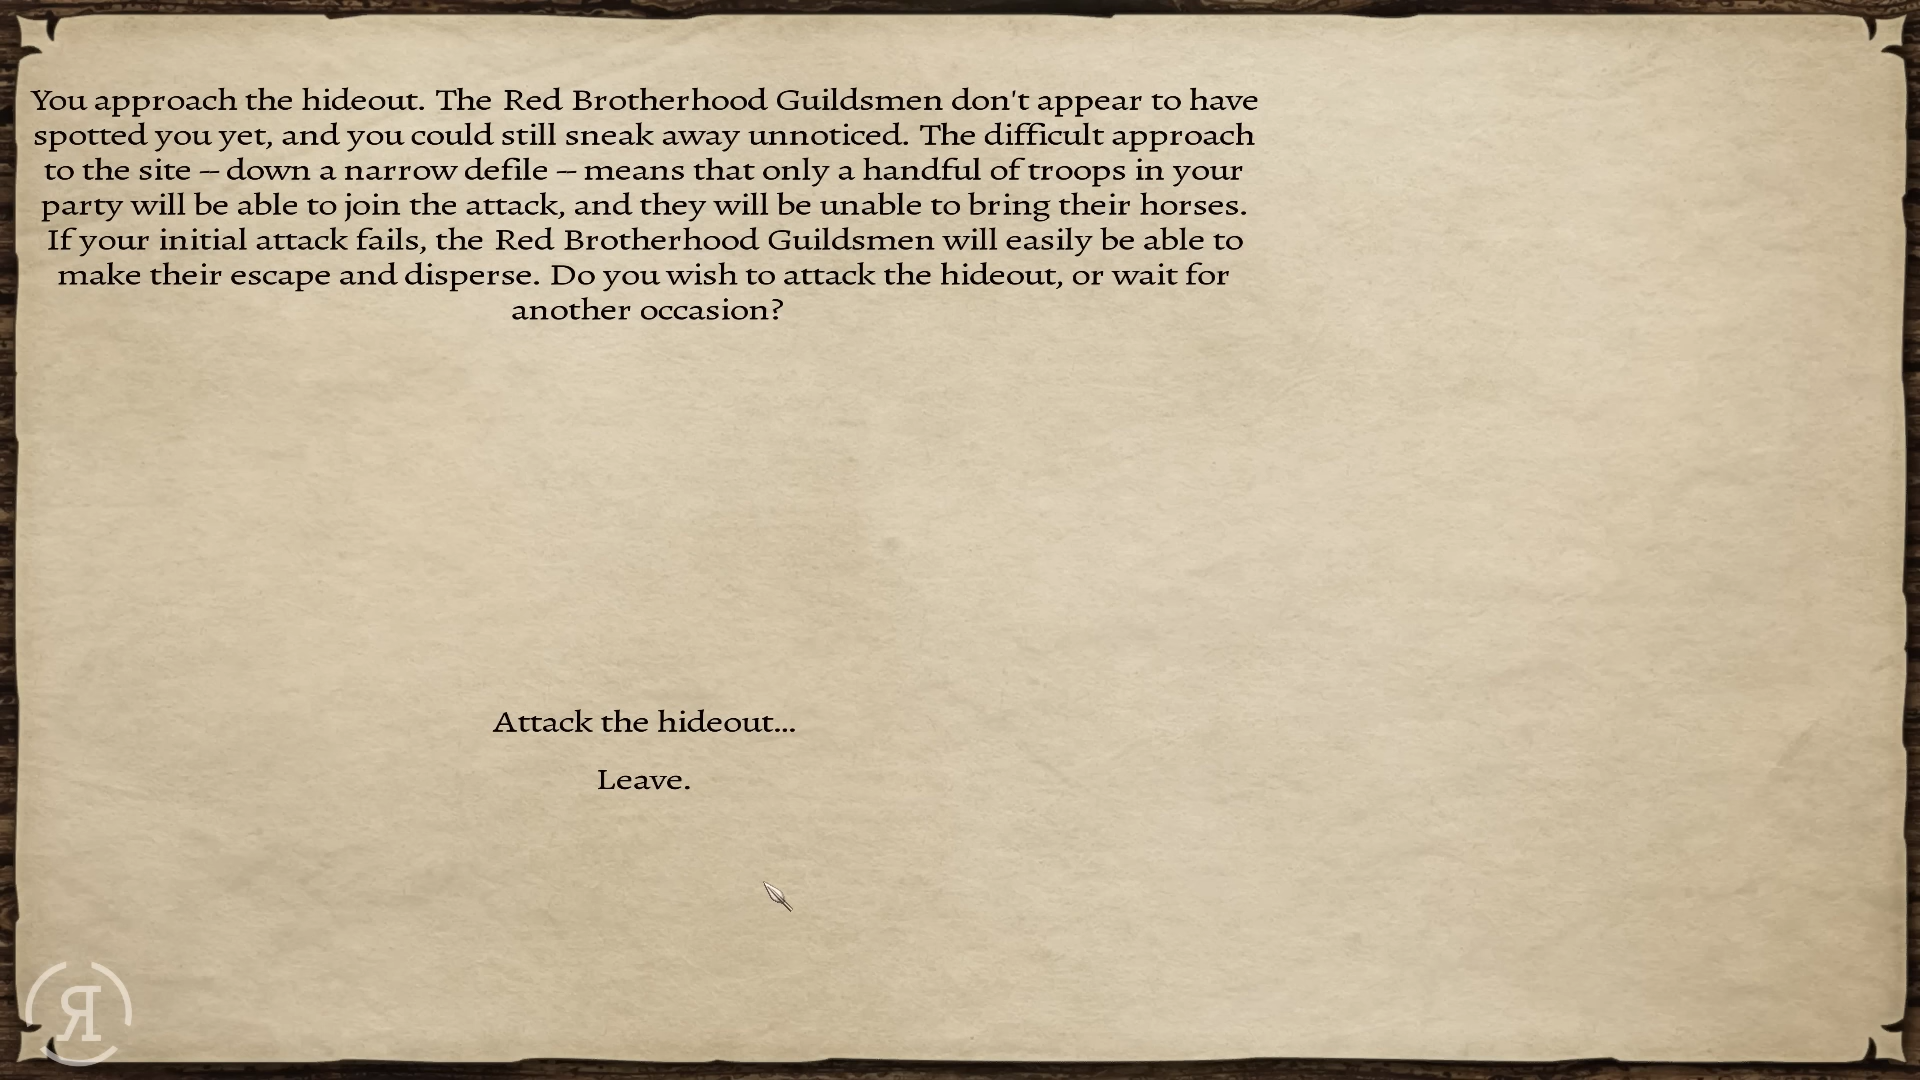 You approach the hideout. The Red Brotherhood Guildsmen don't appear to have
spotted you yet, and you could still sneak away unnoticed. The difficult approach
to the site -- down a narrow defile -- means that only a handful of troops in your
party will be able to join the attack, and they will be unable to bring their horses.
If your initial attack fails, the Red Brotherhood Guildsmen will easily be able to
make their escape and disperse. Do you wish to attack the hideout, or wait for
another occasion?
Attack the hideout...
Leave.
Я